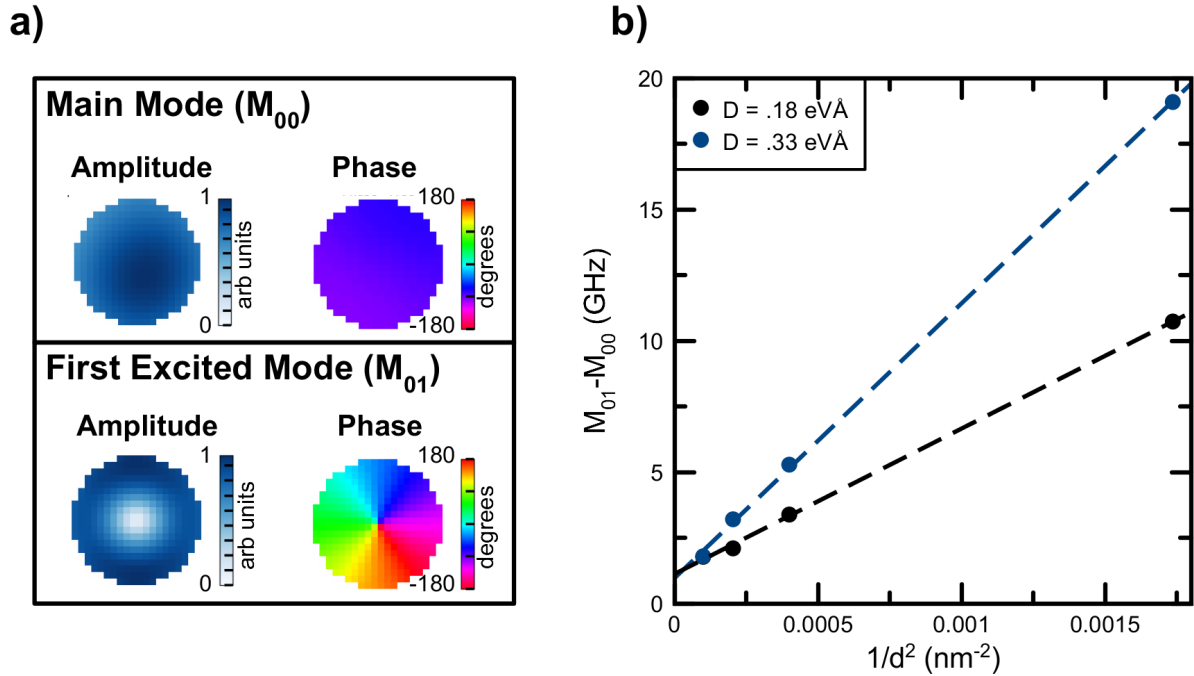 a)
Main Mode (M₀₀)
Amplitude
1
0
arb units
Phase
180
-180
degrees
First Excited Mode (M₀₁)
Amplitude
1
0
arb units
Phase
180
-180
degrees
b)
D = .18 eVÅ
D = .33 eVÅ
20
15
10
5
0
M₀₁-M₀₀ (GHz)
0 0.0005 0.001 0.0015
1/d² (nm⁻²)